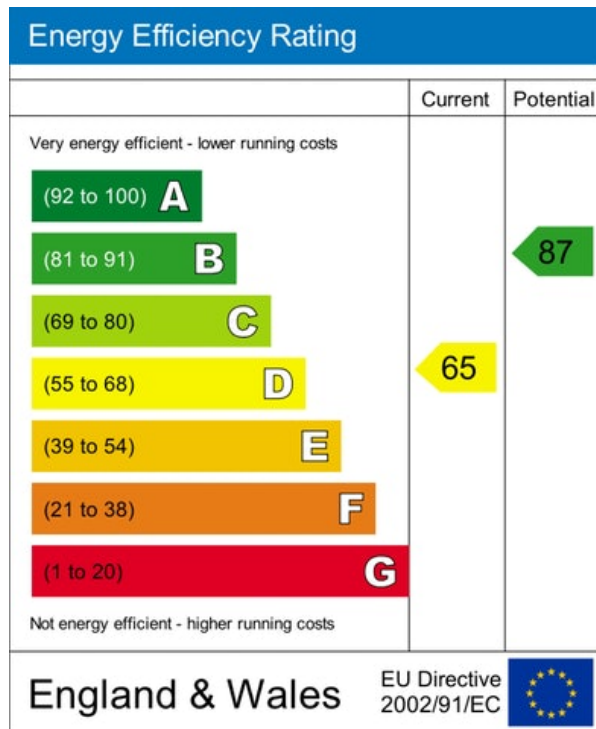 Energy Efficiency Rating
Current Potential
Very energy efficient - lower running costs
(92 to 100) A
(81 to 91) B
87
(69 to 80) C
(55 to 68) D
65
(39 to 54) E
(21 to 38) F
(1 to 20) G
Not energy efficient - higher running costs
England & Wales
EU Directive
2002/91/EC